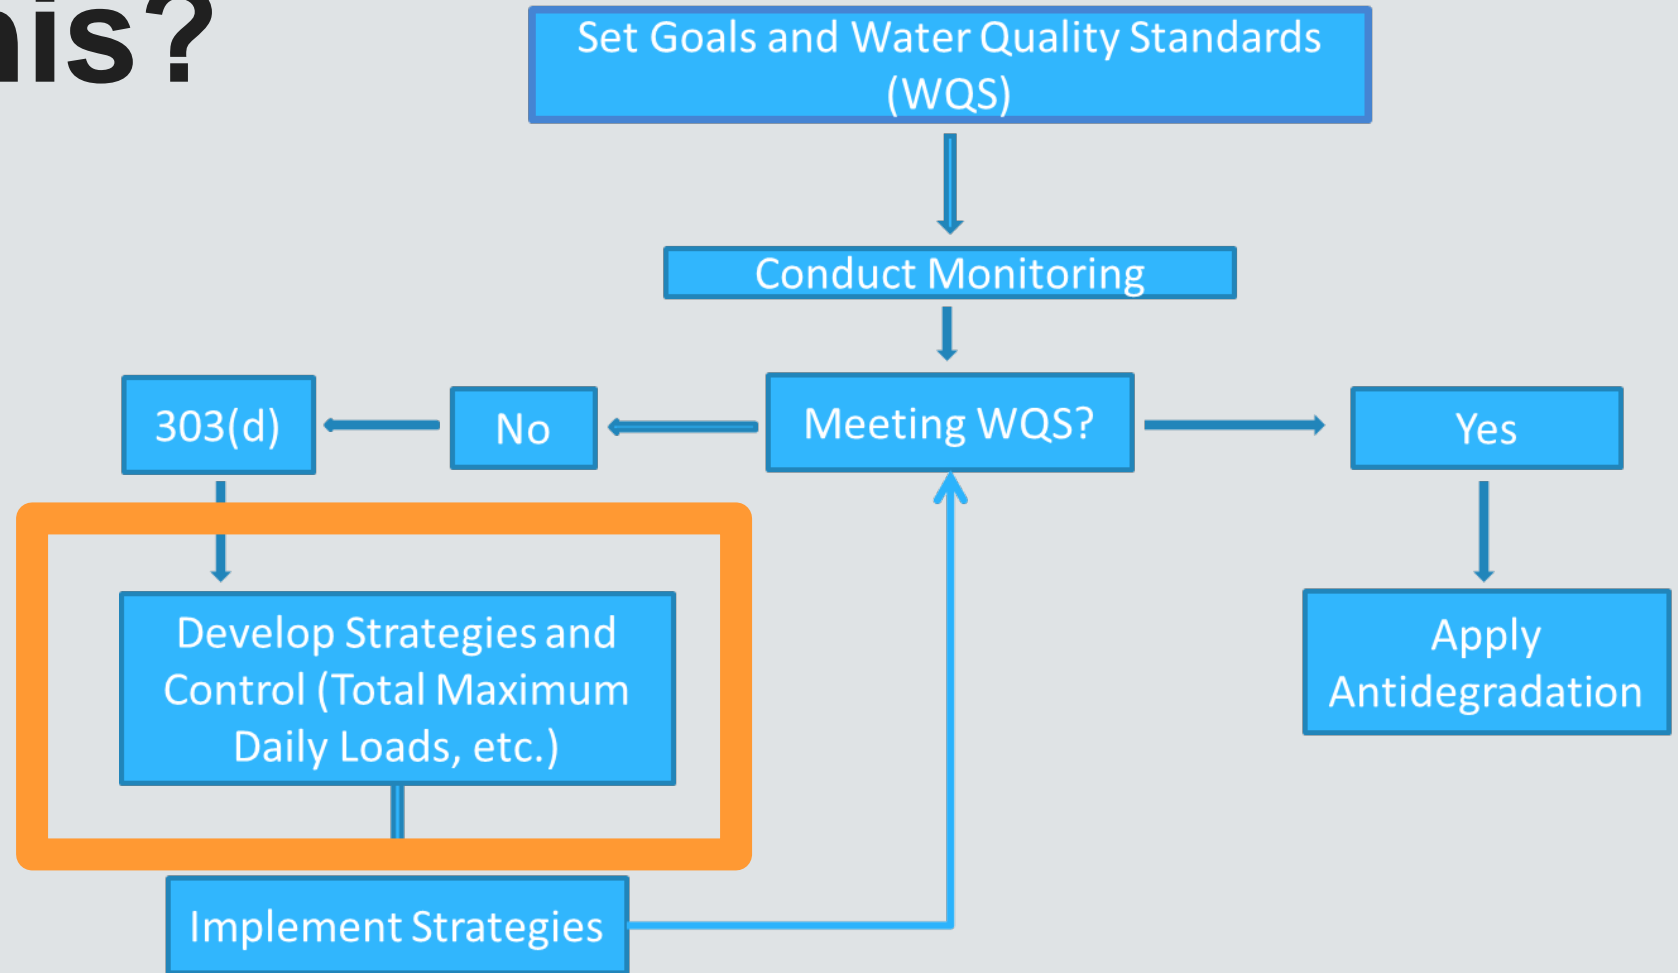 his?
Set Goals and Water Quality Standards
(WQS)
Conduct Monitoring
303(d)
No
Meeting WQS?
Yes
Develop Strategies and
Control (Total Maximum
Daily Loads, etc.)
Apply
Antidegradation
Implement Strategies